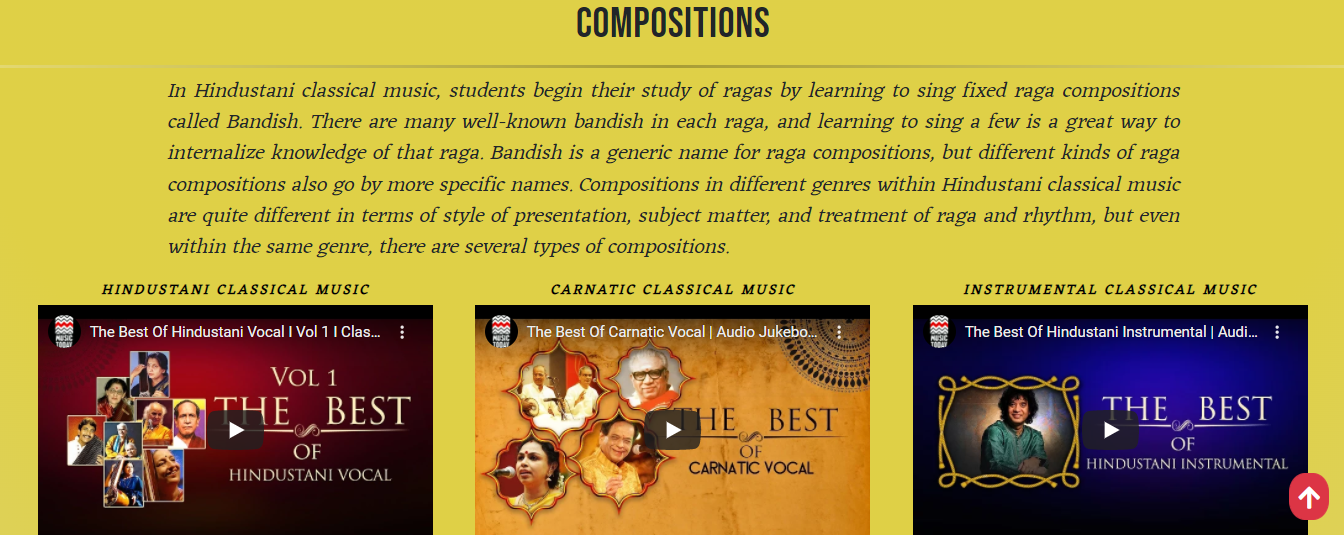 COMPOSITIONS
In Hindustani classical music, students begin their study of ragas by learning to sing fixed raga compositions
called Bandish. There are many well-known bandish in each raga, and learning to sing a few is a great way to
internalize knowledge of that raga. Bandish is a generic name for raga compositions, but different kinds of raga
compositions also go by more specific names. Compositions in different genres within Hindustani classical music
are quite different in terms of style of presentation, subject matter, and treatment of raga and rhythm, but even
within the same genre, there are several types of compositions.
HINDUSTANI CLASSICAL MUSIC
MUSIC
TODAY
The Best Of Hindustani Vocal I Vol 1 I Clas...
VOL 1
THE BEST
OF
HINDUSTANI VOCAL
CARNATIC CLASSICAL MUSIC
MUSIC
TODAY
The Best Of Carnatic Vocal | Audio Jukebo...
THE BEST
OF
CARNATIC VOCAL
INSTRUMENTAL CLASSICAL MUSIC
MUSIC
TODAY
The Best Of Hindustani Instrumental | Audi...
THE BEST
OF
HINDUSTANI INSTRUMENTAL